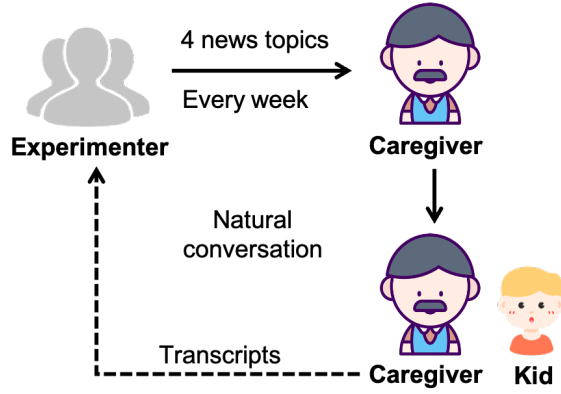 4 news topics
Every week
Experimenter
Caregiver
Natural
conversation
Transcripts
Caregiver
Kid